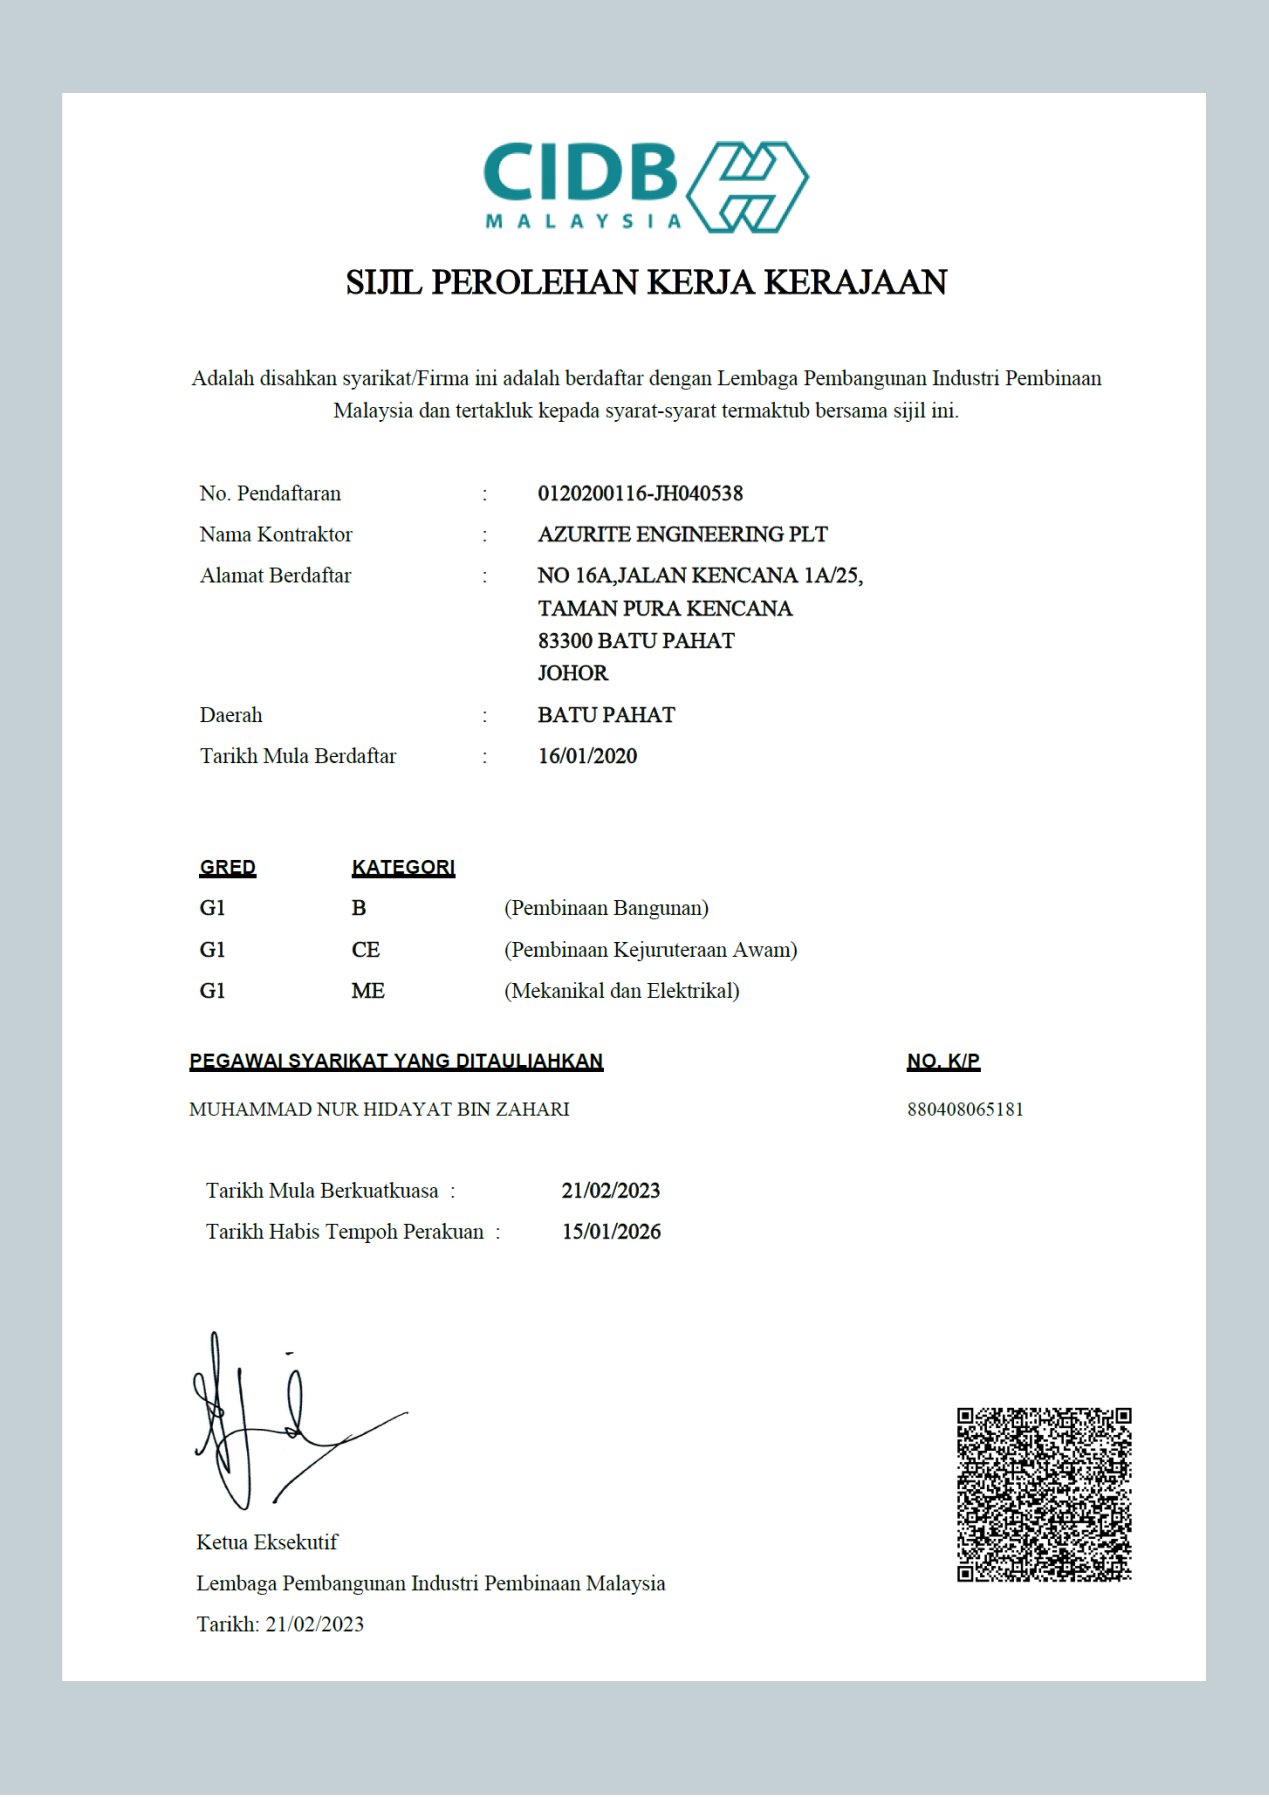 CIDB
MALAYSIA
SIJIL PEROLEHAN KERJA KERAJAAN
Adalah disahkan syarikat/Firma ini adalah berdaftar dengan Lembaga Pembangunan Industri Pembinaan
Malaysia dan tertakluk kepada syarat-syarat termaktub bersama sijil ini.
No. Pendaftaran : 0120200116-JH040538
Nama Kontraktor : AZURITE ENGINEERING PLT
Alamat Berdaftar : NO 16A,JALAN KENCANA 1A/25,
TAMAN PURA KENCANA
83300 BATU PAHAT
JOHOR
Daerah : BATU PAHAT
Tarikh Mula Berdaftar : 16/01/2020
GRED KATEGORI
G1 B (Pembinaan Bangunan)
G1 CE (Pembinaan Kejuruteraan Awam)
G1 ME (Mekanikal dan Elektrikal)
PEGAWAI SYARIKAT YANG DITAULIAHKAN NO. K/P
MUHAMMAD NUR HIDAYAT BIN ZAHARI 880408065181
Tarikh Mula Berkuatkuasa : 21/02/2023
Tarikh Habis Tempoh Perakuan : 15/01/2026
Ketua Eksekutif
Lembaga Pembangunan Industri Pembinaan Malaysia
Tarikh: 21/02/2023